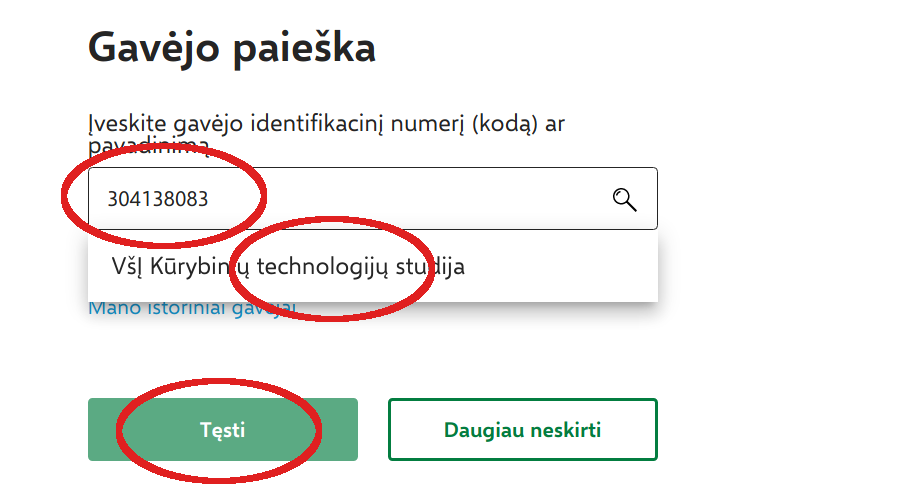 Gavėjo paieška
Įveskite gavėjo identifikacinį numerį (kodą) ar
pavadinimą
304138083
VšĮ Kūrybinių technologijų studija
Mano istoriniai gavėjai
Tęsti
Daugiau neskirti